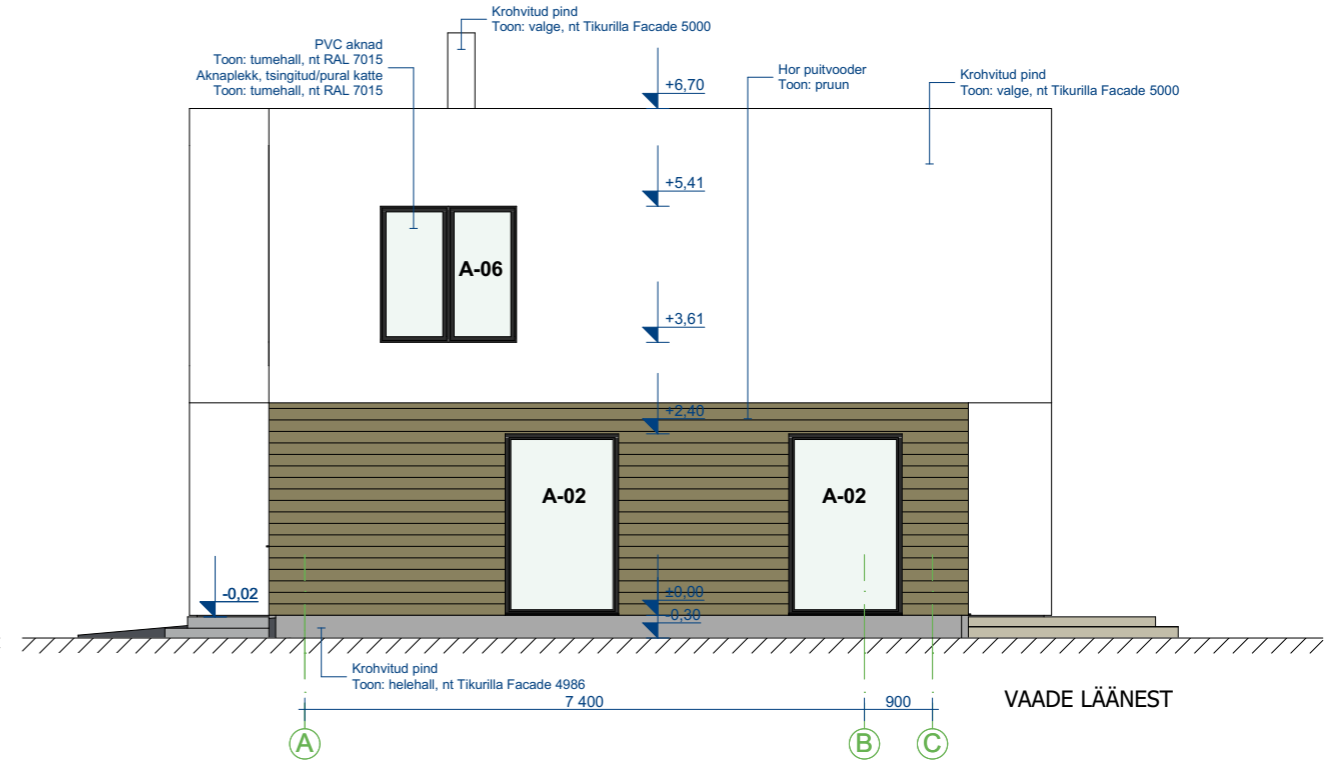 Krohvitud pind
Toon: valge, nt Tikurilla Facade 5000
PVC aknad
Toon: tumehall, nt RAL 7015
Aknaplekk, tsingitud/pural katte
Toon: tumehall, nt RAL 7015
Hor puitvooder
Toon: pruun
Krohvitud pind
Toon: valge, nt Tikurilla Facade 5000
+6,70
+5,41
A-06
+3,61
+2,40
A-02
A-02
-0,02
±0,00
-0,30
Krohvitud pind
Toon: helehall, nt Tikurilla Facade 4986
7 400
900
VAADE LÄÄNEST
A
B
C